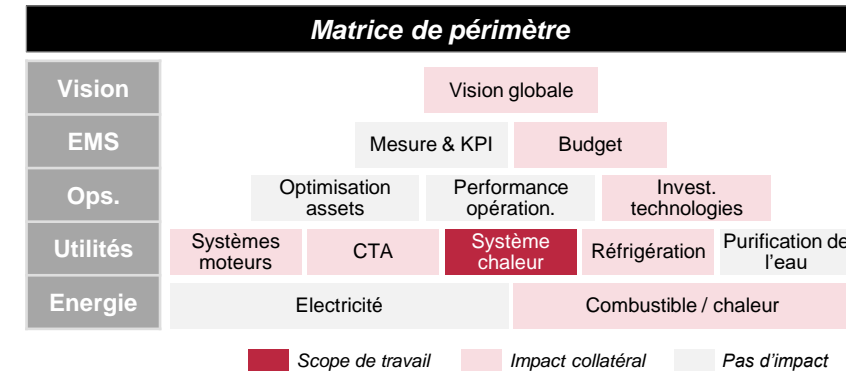 Matrice de périmètre
Vision
Vision globale
EMS
Mesure & KPI
Budget
Ops.
Optimisation
assets
Performance
opération.
Invest.
technologies
Utilités
Systèmes
moteurs
CTA
Système
chaleur
Réfrigération
Purification de
l'eau
Energie
Electricité
Combustible / chaleur
Scope de travail
Impact collatéral
Pas d'impact